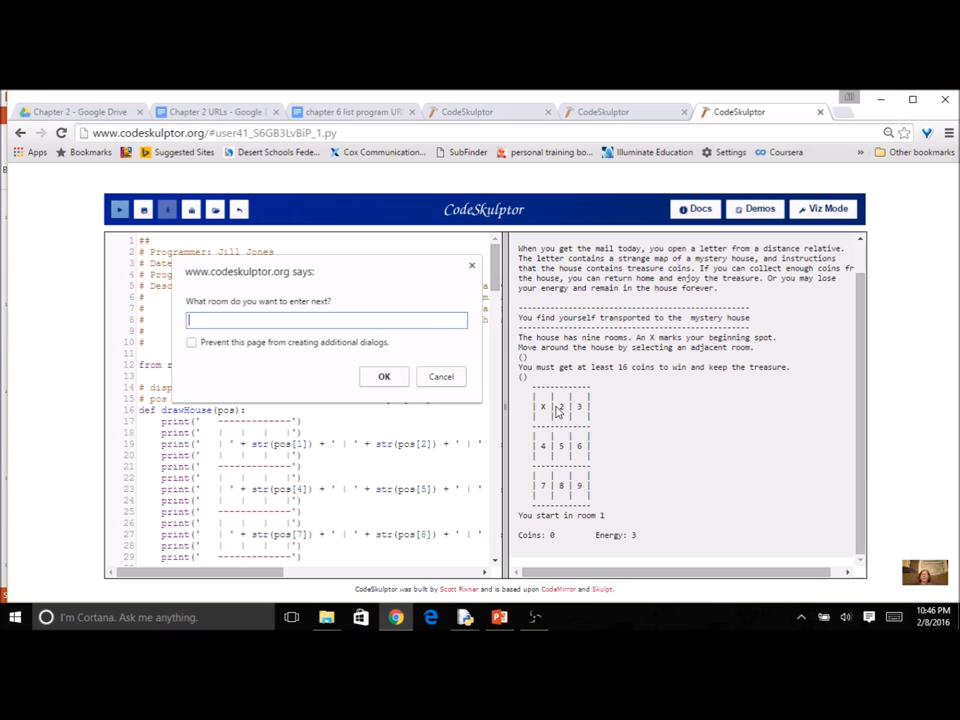 Chapter 2 - Google Drive
Chapter 2 URLs - Google
chapter 6 list program UR
CodeSkulptor
CodeSkulptor
CodeSkulptor
www.codeskulptor.org/#user41_S6GB3LvBiP_1.py
Apps
Bookmarks
Suggested Sites
Desert Schools Fede...
Cox Communication...
SubFinder
personal training bo...
Illuminate Education
Settings
Coursera
»
Other bookmarks
CodeSkulptor
Docs
Demos
Viz Mode
1 ##
2 # Programmer: Jill Jones
3 # Date
4 # Prog
5 # Desc
6 #
7 #
8 #
9 #
10 #
11
12 from r
13
14 # disp
15 # pos
16 def drawHouse(pos):
17 print(' -------------')
18 print(' | | | |')
19 print(' | ' + str(pos[1]) + ' | ' + str(pos[2]) + ' | '
20 print(' | | | |')
21 print(' -------------')
22 print(' | | | |')
23 print(' | ' + str(pos[4]) + ' | ' + str(pos[5]) + ' | '
24 print(' | | | |')
25 print(' -------------')
26 print(' | | | |')
27 print(' | ' + str(pos[7]) + ' | ' + str(pos[8]) + ' | '
28 print(' | | | |')
29 print(' -------------')
www.codeskulptor.org says:
What room do you want to enter next?
Prevent this page from creating additional dialogs.
OK
Cancel
When you get the mail today, you open a letter from a distance relative.
The letter contains a strange map of a mystery house, and instructions
that the house contains treasure coins. If you can collect enough coins fr
you can return home and enjoy the treasure. Or you may lose
your energy and remain in the house forever.
------------------------------------------------
You find yourself transported to the mystery house
------------------------------------------------
The house has nine rooms. An X marks your beginning spot.
Move around the house by selecting an adjacent room.
()
You must get at least 16 coins to win and keep the treasure.
()
-------------
| | | |
| X | 2 | 3 |
| | | |
-------------
| | | |
| 4 | 5 | 6 |
| | | |
-------------
| | | |
| 7 | 8 | 9 |
| | | |
-------------
You start in room 1
Coins: 0 Energy: 3
CodeSkulptor was built by Scott Rixner and is based upon CodeMirror and Skulpt.
I'm Cortana. Ask me anything.
10:46 PM
2/8/2016